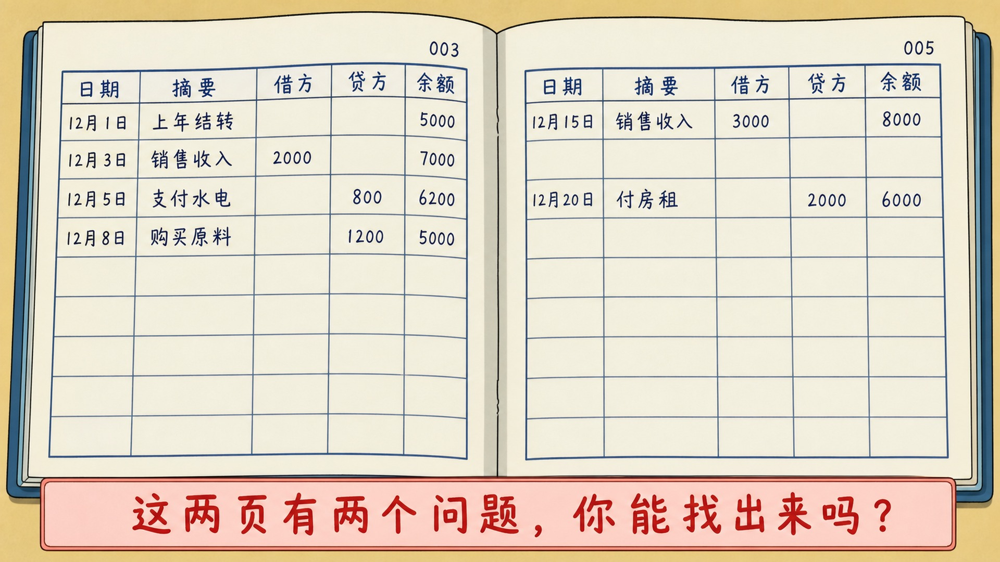 003
日期 摘要 借方 贷方 余额
12月1日 上年结转 5000
12月3日 销售收入 2000 7000
12月5日 支付水电 800 6200
12月8日 购买原料 1200 5000
005
日期 摘要 借方 贷方 余额
12月15日 销售收入 3000 8000
12月20日 付房租 2000 6000
这两页有两个问题，你能找出来吗？